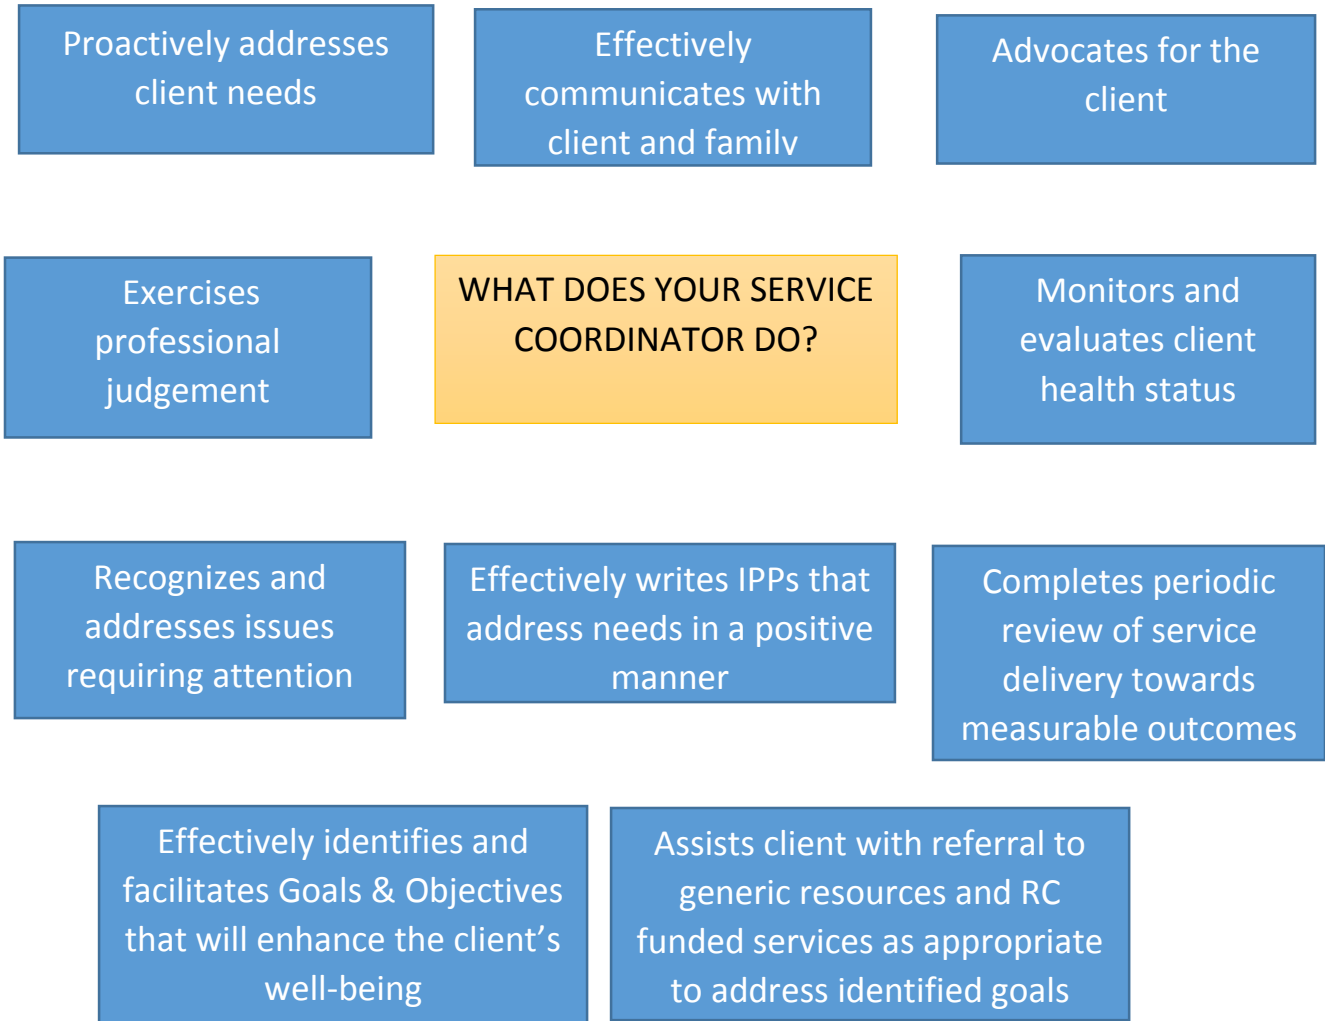 Proactively addresses
client needs
Effectively
communicates with
client and family
Advocates for the
client
Exercises
professional
judgement
WHAT DOES YOUR SERVICE
COORDINATOR DO?
Monitors and
evaluates client
health status
Recognizes and
addresses issues
requiring attention
Effectively writes IPPs that
address needs in a positive
manner
Completes periodic
review of service
delivery towards
measurable outcomes
Effectively identifies and
facilitates Goals & Objectives
that will enhance the client’s
well-being
Assists client with referral to
generic resources and RC
funded services as appropriate
to address identified goals